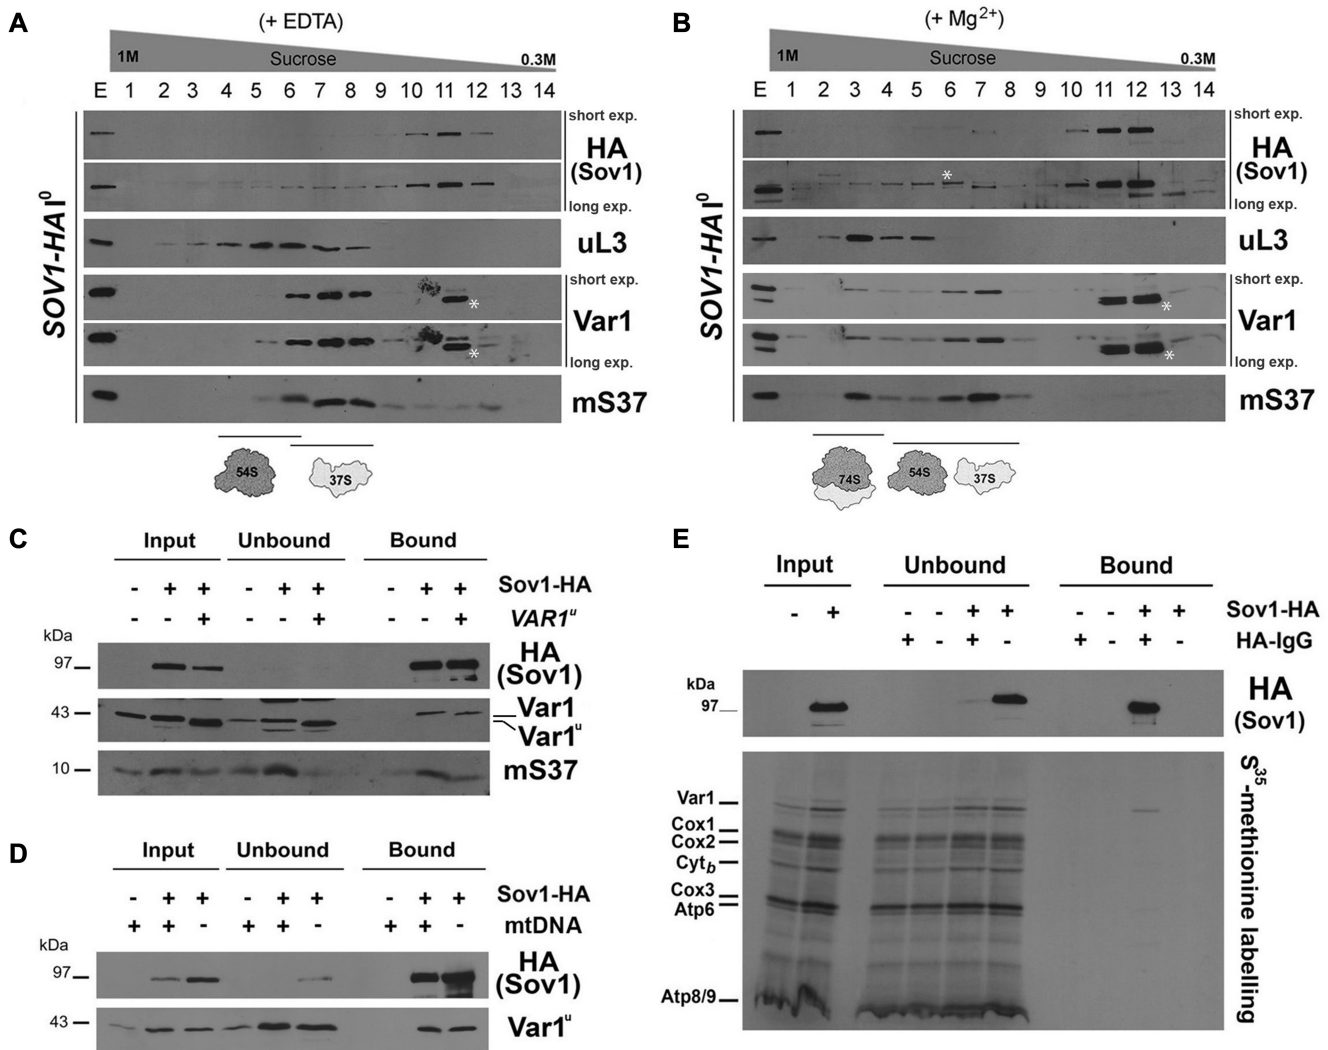 A
(+ EDTA)
1M Sucrose 0.3M
E 1 2 3 4 5 6 7 8 9 10 11 12 13 14
SOV1-HA I⁰
short exp.
HA
(Sov1)
long exp.
uL3
short exp.
*
Var1
*
long exp.
mS37
54S 37S
B
(+ Mg²⁺)
1M Sucrose 0.3M
E 1 2 3 4 5 6 7 8 9 10 11 12 13 14
SOV1-HA I⁰
short exp.
HA
(Sov1)
*
long exp.
uL3
short exp.
*
Var1
*
long exp.
mS37
74S 54S 37S
C
Input Unbound Bound
- + + - + + - + + Sov1-HA
- - + - - + - - + VAR1ᵘ
kDa
97
HA
(Sov1)
43
Var1
Var1ᵘ
10
mS37
D
Input Unbound Bound
- + + - + + - + + Sov1-HA
+ + - + + - + + - mtDNA
kDa
97
HA
(Sov1)
43
Var1ᵘ
E
Input Unbound Bound
- + - - + + - - + + Sov1-HA
+ - + - + - + - HA-IgG
kDa
97
HA
(Sov1)
Var1
Cox1
Cox2
Cytb
Cox3
Atp6
Atp8/9
S³⁵-methionine labelling